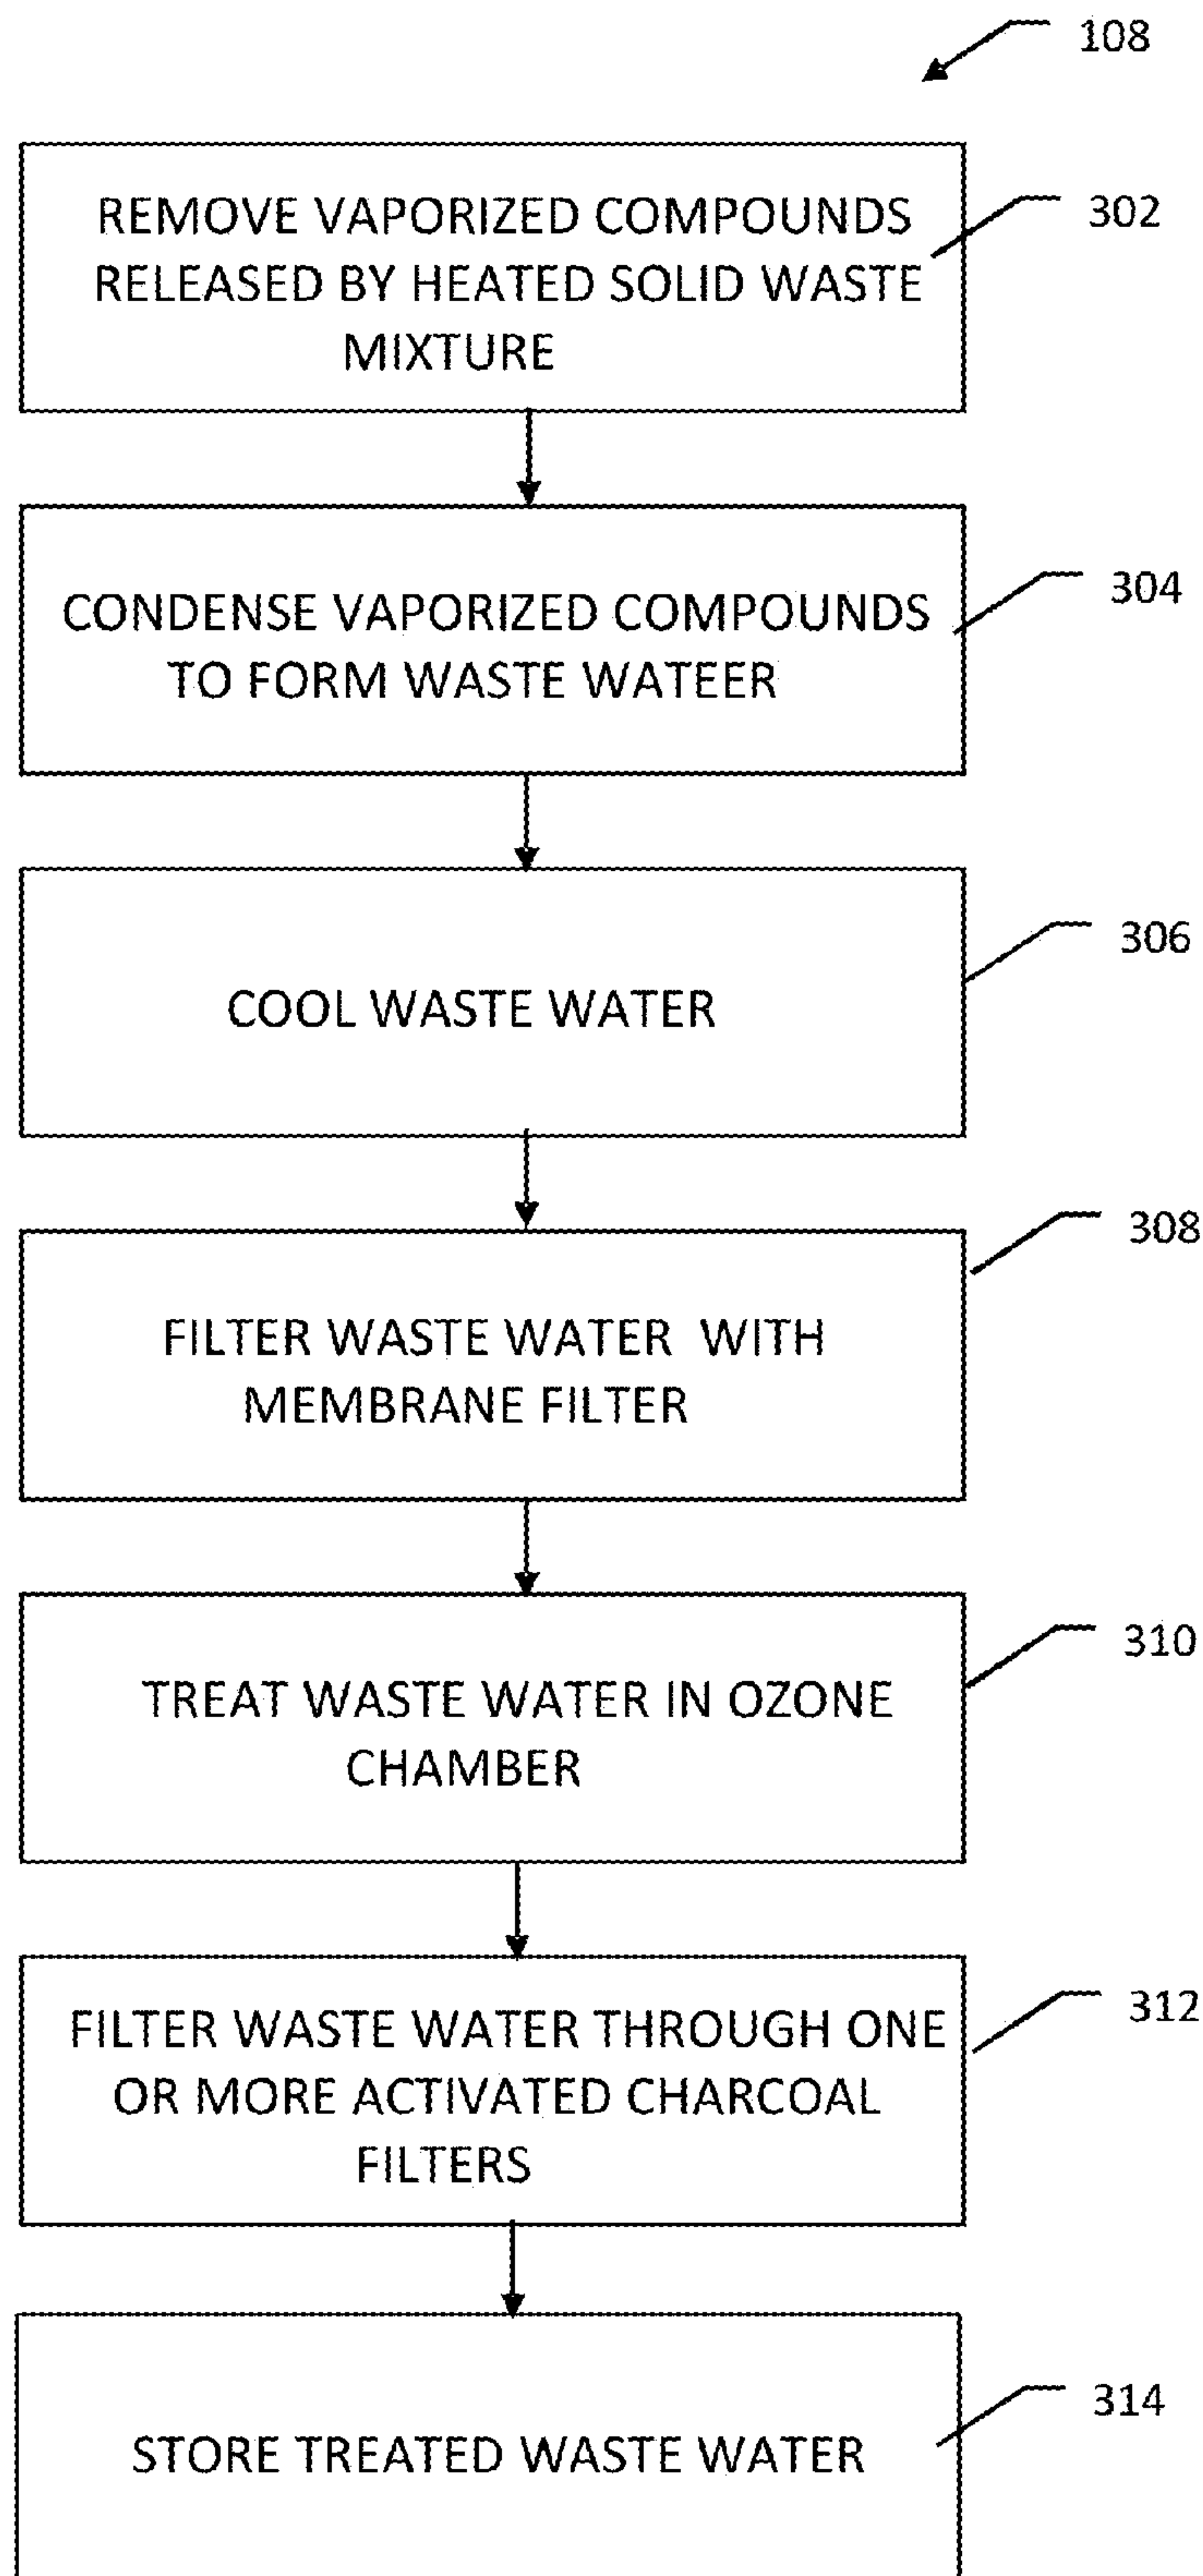 108
REMOVE VAPORIZED COMPOUNDS
RELEASED BY HEATED SOLID WASTE
MIXTURE
302
CONDENSE VAPORIZED COMPOUNDS
TO FORM WASTE WATEER
304
COOL WASTE WATER
306
FILTER WASTE WATER WITH
MEMBRANE FILTER
308
TREAT WASTE WATER IN OZONE
CHAMBER
310
FILTER WASTE WATER THROUGH ONE
OR MORE ACTIVATED CHARCOAL
FILTERS
312
STORE TREATED WASTE WATER
314